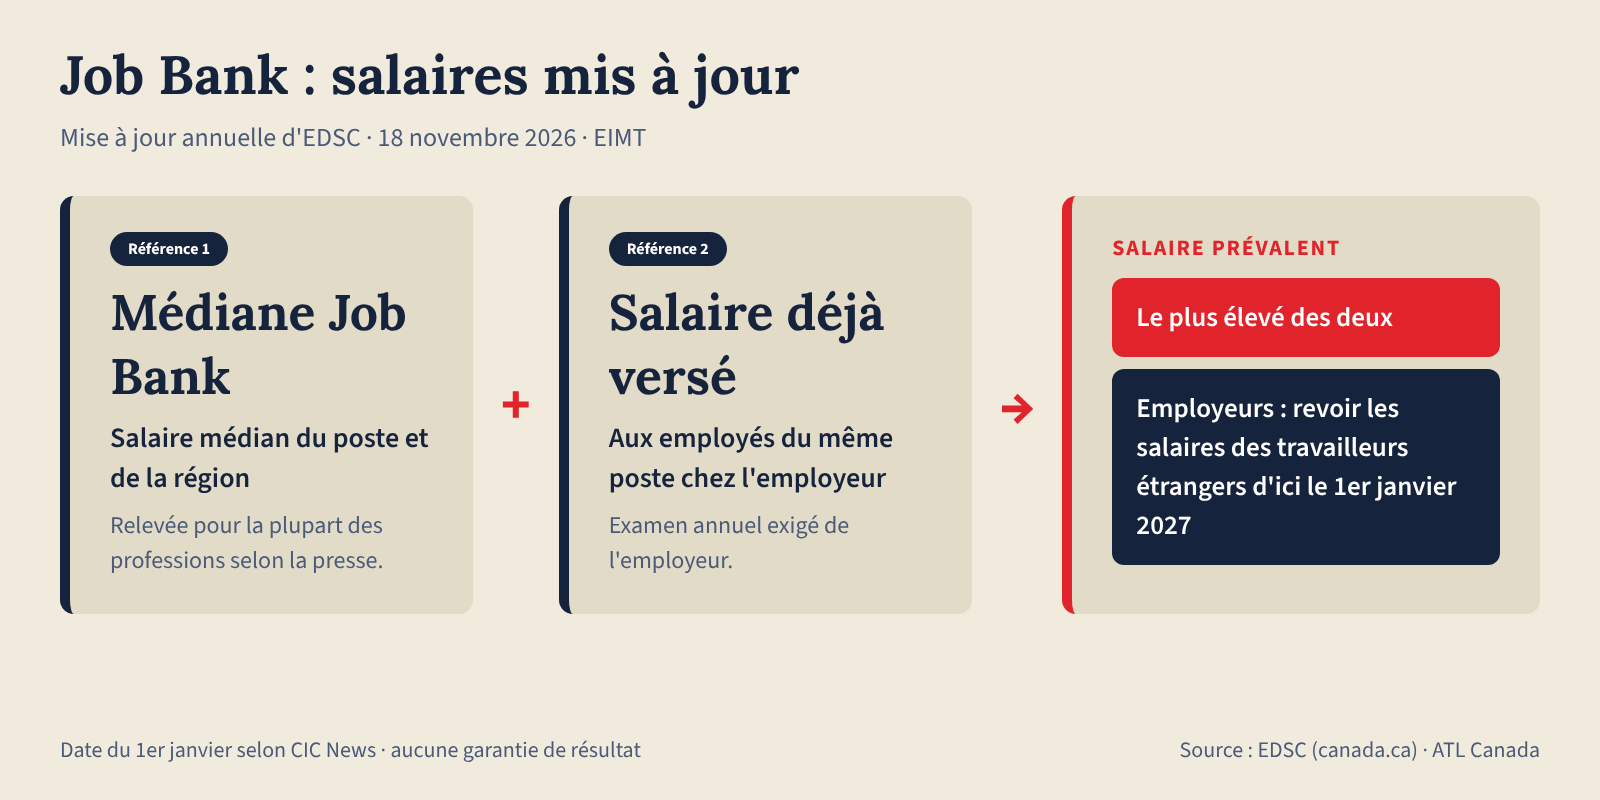 Job Bank : salaires mis à jour
Mise à jour annuelle d'EDSC · 18 novembre 2026 · EIMT
Référence 1
Médiane Job
Bank
Salaire médian du poste et
de la région
Relevée pour la plupart des
professions selon la presse.
+
Référence 2
Salaire déjà
versé
Aux employés du même
poste chez l'employeur
Examen annuel exigé de
l'employeur.
→
SALAIRE PRÉVALENT
Le plus élevé des deux
Employeurs : revoir les
salaires des travailleurs
étrangers d'ici le 1er janvier
2027
Date du 1er janvier selon CIC News · aucune garantie de résultat
Source : EDSC (canada.ca) · ATL Canada